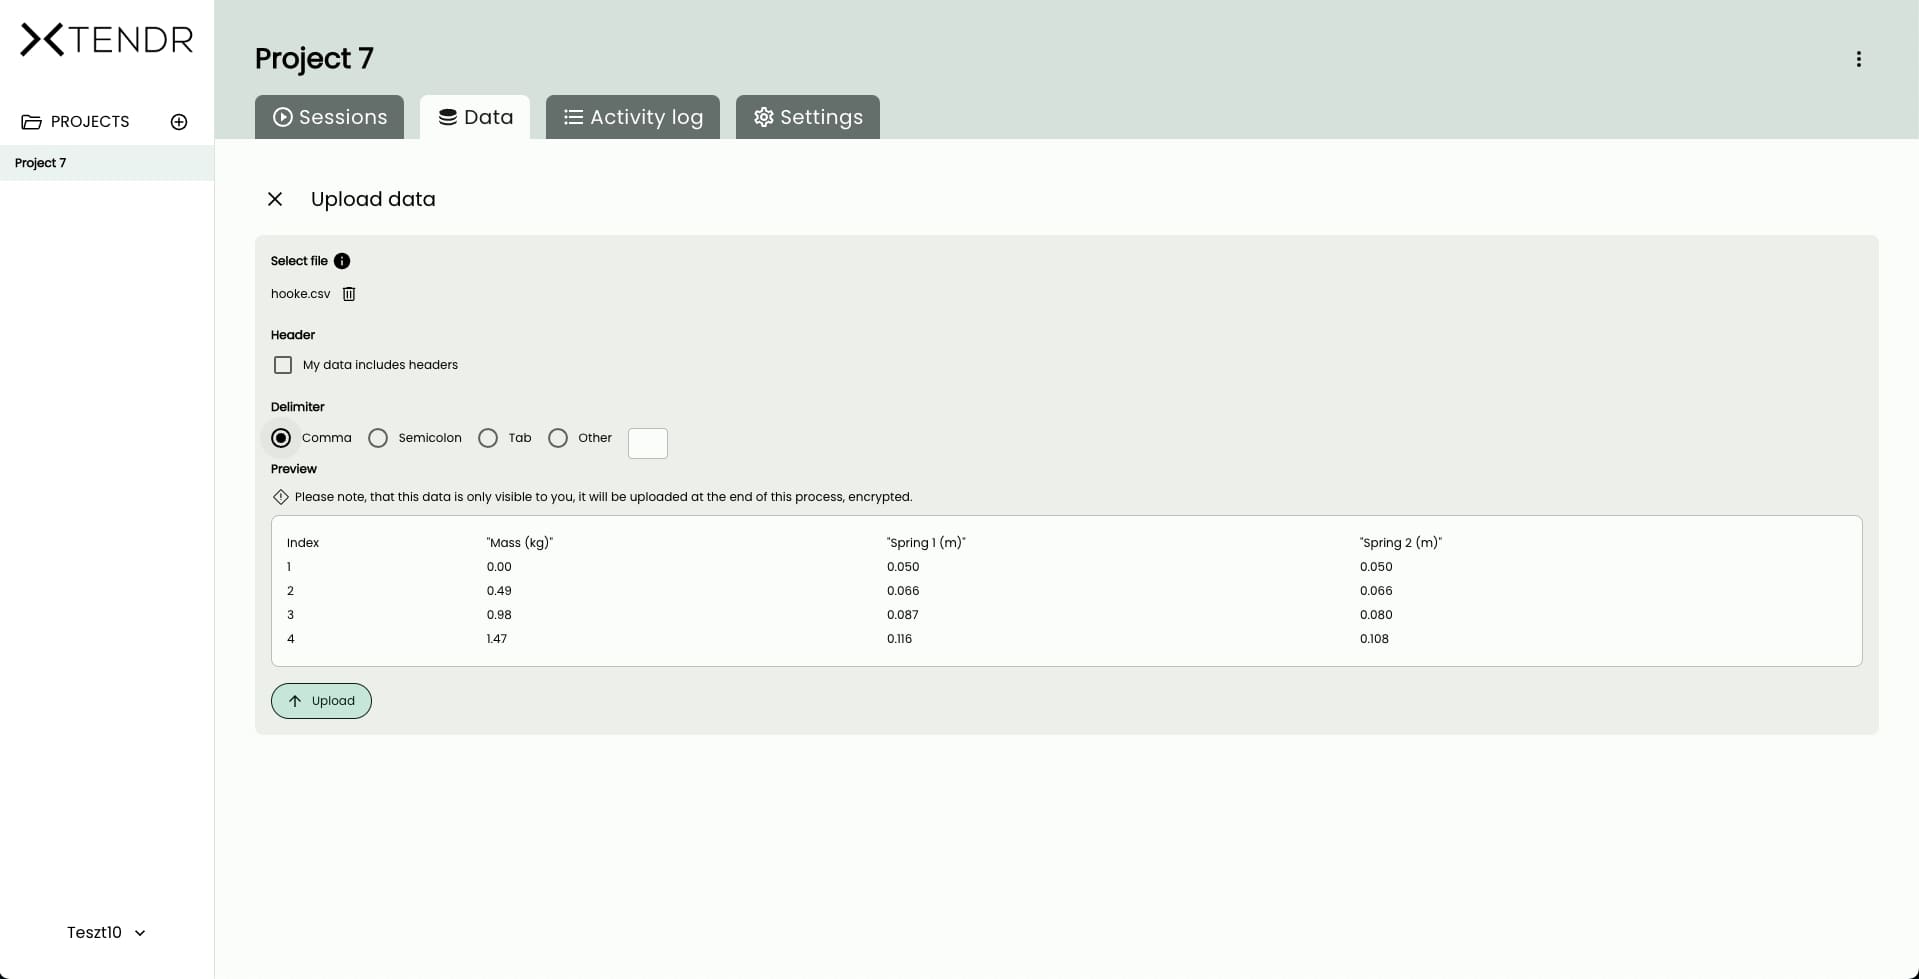 XTENDR
PROJECTS
Project 7
Teszt10
Project 7
Sessions
Data
Activity log
Settings
Upload data
Select file
hooke.csv
Header
My data includes headers
Delimiter
Comma Semicolon Tab Other
Preview
Please note, that this data is only visible to you, it will be uploaded at the end of this process, encrypted.
Index "Mass (kg)" "Spring 1 (m)" "Spring 2 (m)"
1 0.00 0.050 0.050
2 0.49 0.066 0.066
3 0.98 0.087 0.080
4 1.47 0.116 0.108
Upload